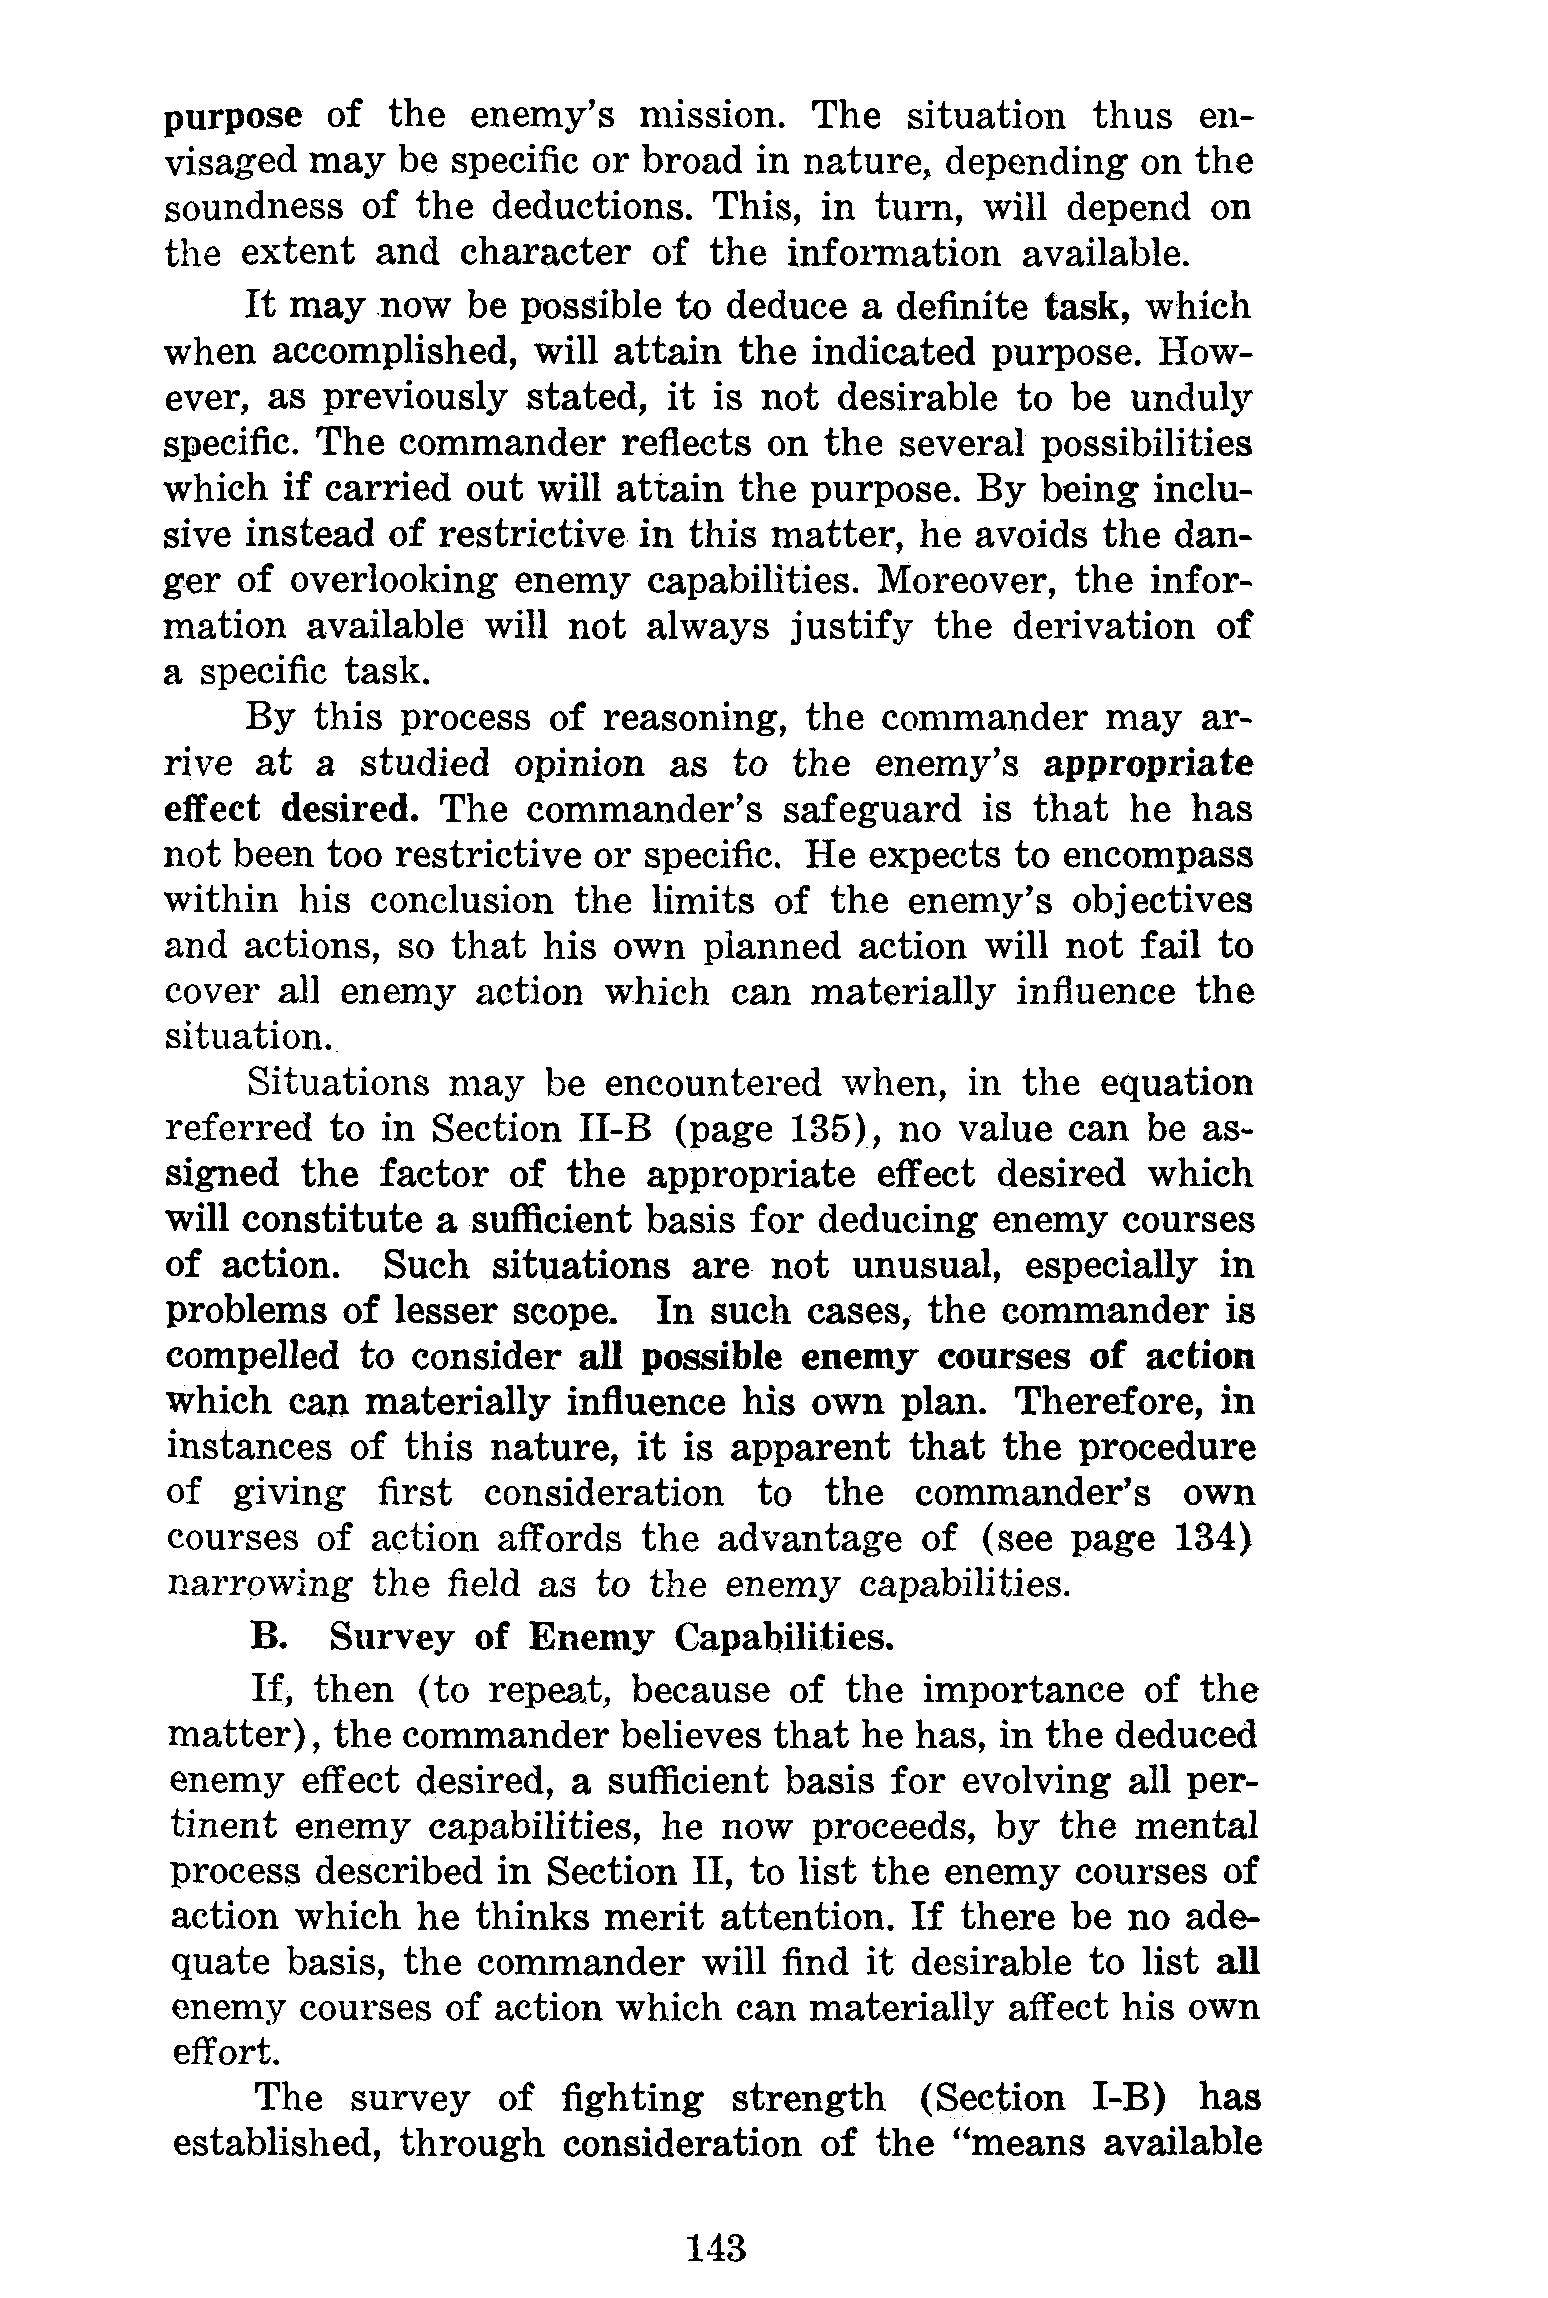 purpose of the enemy's mission. The situation thus en-
visaged may be specific or broad in nature, depending on the
soundness of the deductions. This, in turn, will depend on
the extent and character of the information available.
It may now be possible to deduce a definite task, which
when accomplished, will attain the indicated purpose. How-
ever, as previously stated, it is not desirable to be unduly
specific. The commander reflects on the several possibilities
which if carried out will attain the purpose. By being inclu-
sive instead of restrictive in this matter, he avoids the dan-
ger of overlooking enemy capabilities. Moreover, the infor-
mation available will not always justify the derivation of
a specific task.
By this process of reasoning, the commander may ar-
rive at a studied opinion as to the enemy's appropriate
effect desired. The commander's safeguard is that he has
not been too restrictive or specific. He expects to encompass
within his conclusion the limits of the enemy's objectives
and actions, so that his own planned action will not fail to
cover all enemy action which can materially influence the
situation.
Situations may be encountered when, in the equation
referred to in Section II-B (page 135), no value can be as-
signed the factor of the appropriate effect desired which
will constitute a sufficient basis for deducing enemy courses
of action. Such situations are not unusual, especially in
problems of lesser scope. In such cases, the commander is
compelled to consider all possible enemy courses of action
which can materially influence his own plan. Therefore, in
instances of this nature, it is apparent that the procedure
of giving first consideration to the commander's own
courses of action affords the advantage of (see page 134)
narrowing the field as to the enemy capabilities.
B. Survey of Enemy Capabilities.
If, then (to repeat, because of the importance of the
matter), the commander believes that he has, in the deduced
enemy effect desired, a sufficient basis for evolving all per-
tinent enemy capabilities, he now proceeds, by the mental
process described in Section II, to list the enemy courses of
action which he thinks merit attention. If there be no ade-
quate basis, the commander will find it desirable to list all
enemy courses of action which can materially affect his own
effort.
The survey of fighting strength (Section I-B) has
established, through consideration of the "means available
143